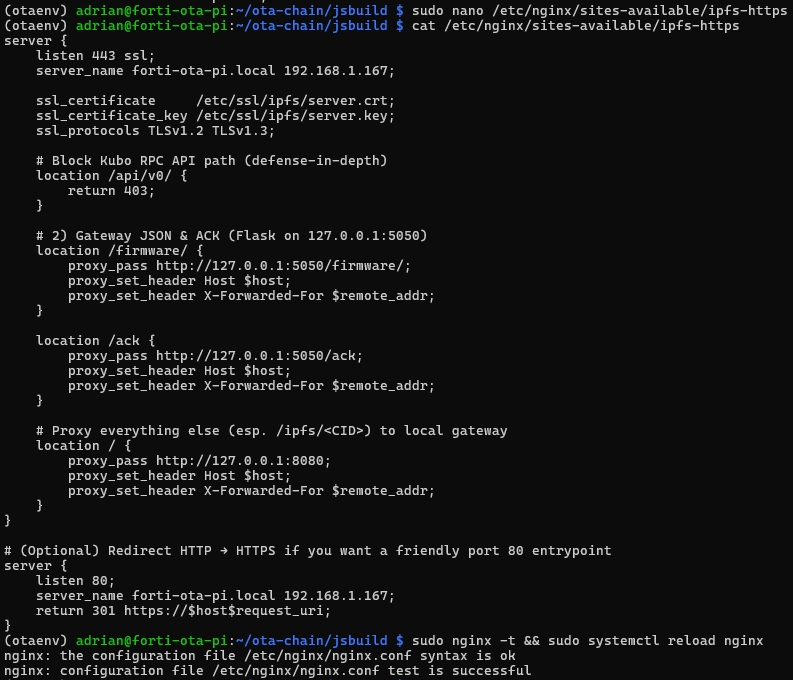 (otaenv) adrian@forti-ota-pi:~/ota-chain/jsbuild $ sudo nano /etc/nginx/sites-available/ipfs-https
(otaenv) adrian@forti-ota-pi:~/ota-chain/jsbuild $ cat /etc/nginx/sites-available/ipfs-https
server {
    listen 443 ssl;
    server_name forti-ota-pi.local 192.168.1.167;

    ssl_certificate     /etc/ssl/ipfs/server.crt;
    ssl_certificate_key /etc/ssl/ipfs/server.key;
    ssl_protocols TLSv1.2 TLSv1.3;

    # Block Kubo RPC API path (defense-in-depth)
    location /api/v0/ {
        return 403;
    }

    # 2) Gateway JSON & ACK (Flask on 127.0.0.1:5050)
    location /firmware/ {
        proxy_pass http://127.0.0.1:5050/firmware/;
        proxy_set_header Host $host;
        proxy_set_header X-Forwarded-For $remote_addr;
    }

    location /ack {
        proxy_pass http://127.0.0.1:5050/ack;
        proxy_set_header Host $host;
        proxy_set_header X-Forwarded-For $remote_addr;
    }

    # Proxy everything else (esp. /ipfs/<CID>) to local gateway
    location / {
        proxy_pass http://127.0.0.1:8080;
        proxy_set_header Host $host;
        proxy_set_header X-Forwarded-For $remote_addr;
    }
}

# (Optional) Redirect HTTP → HTTPS if you want a friendly port 80 entrypoint
server {
    listen 80;
    server_name forti-ota-pi.local 192.168.1.167;
    return 301 https://$host$request_uri;
}
(otaenv) adrian@forti-ota-pi:~/ota-chain/jsbuild $ sudo nginx -t && sudo systemctl reload nginx
nginx: the configuration file /etc/nginx/nginx.conf syntax is ok
nginx: configuration file /etc/nginx/nginx.conf test is successful